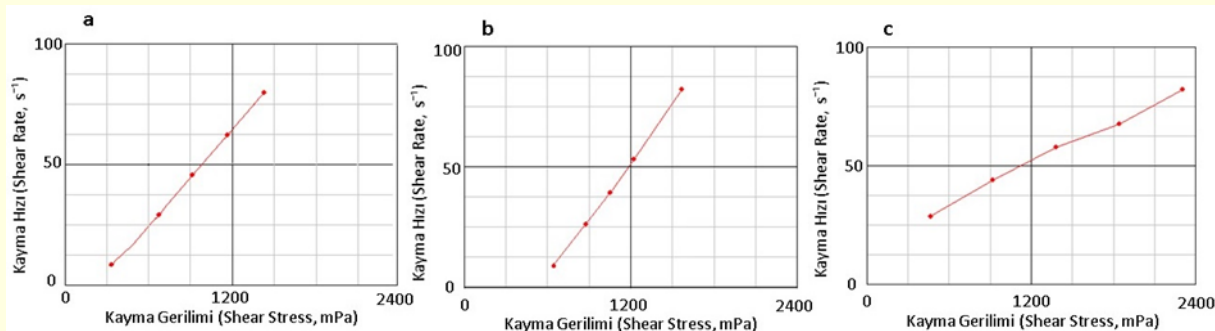 a
100
50
0
Kayma Hızı (Shear Rate, s⁻¹)
0
1200
2400
Kayma Gerilimi (Shear Stress, mPa)
b
100
50
0
Kayma Hızı (Shear Rate, s⁻¹)
0
1200
2400
Kayma Gerilimi (Shear Stress, mPa)
c
100
50
0
Kayma Hızı (Shear Rate, s⁻¹)
0
1200
2400
Kayma Gerilimi (Shear Stress, mPa)